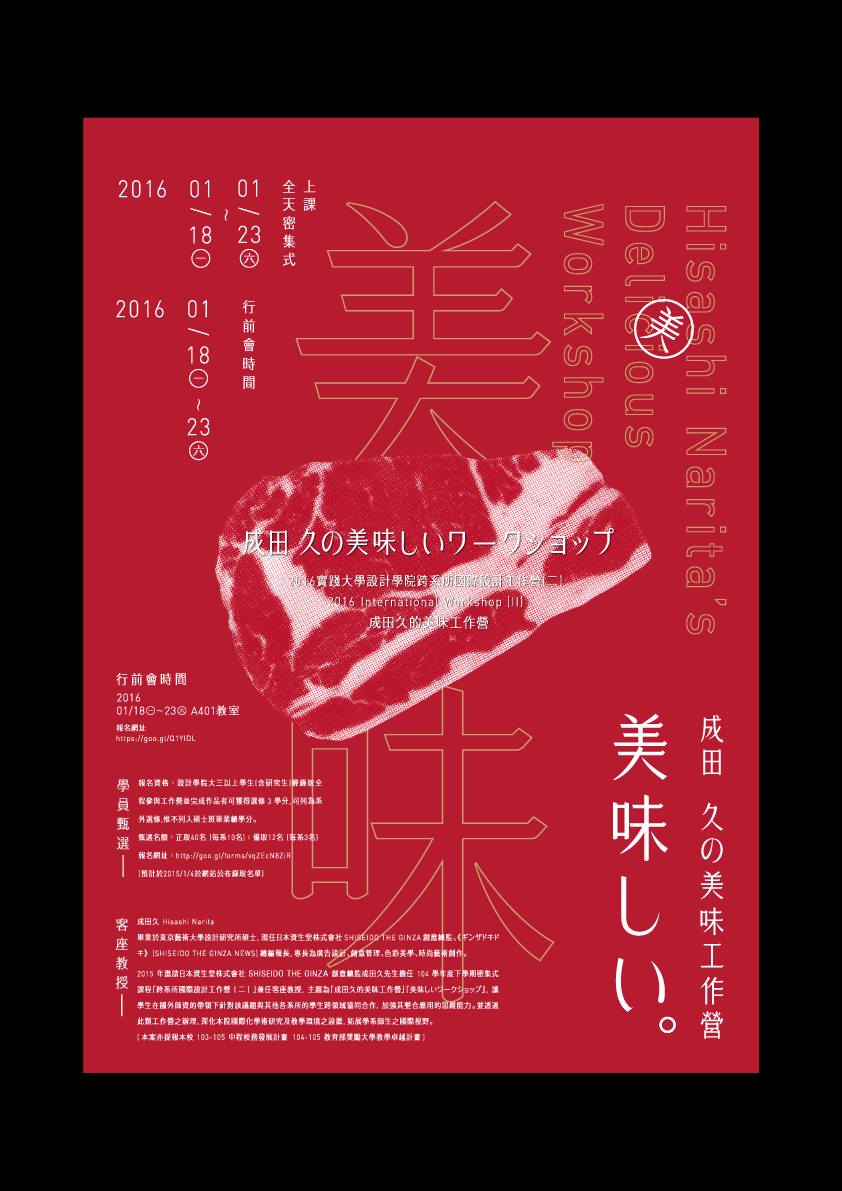 2016
01/18㊀~01/23㊅
上課
全天密集式
2016
01/18㊀~23㊅
行前會時間
美味
Hisashi Narita's
Delicious
Workshop
美
成田 久の美味しいワークショップ
2016實踐大學設計學院跨系所國際設計工作營(二)
2016 International Workshop [II]
成田久的美味工作營
成田 久の美味工作營
美味しい。
行前會時間
2016
01/18㊀~23㊅ A401教室
報名網址
https://goo.gl/Q1YIDL
學員甄選
報名資格:設計學院大三以上學生(含研究生)經錄取全
程參與工作營並完成作品者可獲得選修 3 學分,可列為系
外選修,惟不列入碩士班畢業總學分。
甄選名額:正取40名 (每系10名);備取12名 (每系3名)
報名網址:http://goo.gl/forms/vqZEcN8ZiR
(預計於2015/1/4於網站公布錄取名單)
客座教授
成田久 Hisashi Narita
畢業於東京藝術大學設計研究所碩士, 現任日本資生堂株式會社 SHISEIDO THE GINZA 創意總監、《ギンザドキド
キ》 [SHISEIDO THE GINZA NEWS] 總編輯長, 專長為廣告設計、創意管理、色彩美學、時尚藝術創作。
2015 年邀請日本資生堂株式會社 SHISEIDO THE GINZA 創意總監成田久先生擔任 104 學年度下學期密集式
課程「跨系所國際設計工作營 ( 二 ) 」兼任客座教授, 主題為「成田久的美味工作營」「美味しいワークショップ」, 讓
學生在國外師資的帶領下針對該議題與其他各系所的學生跨領域協同合作, 加強其整合應用的思維能力。並透過
此類工作營之辦理, 深化本院國際化學術研究及教學環境之設置, 拓展學系師生之國際視野。
( 本案亦提報本校 103-105 中程校務發展計畫 104-105 教育部獎勵大學教學卓越計畫 )